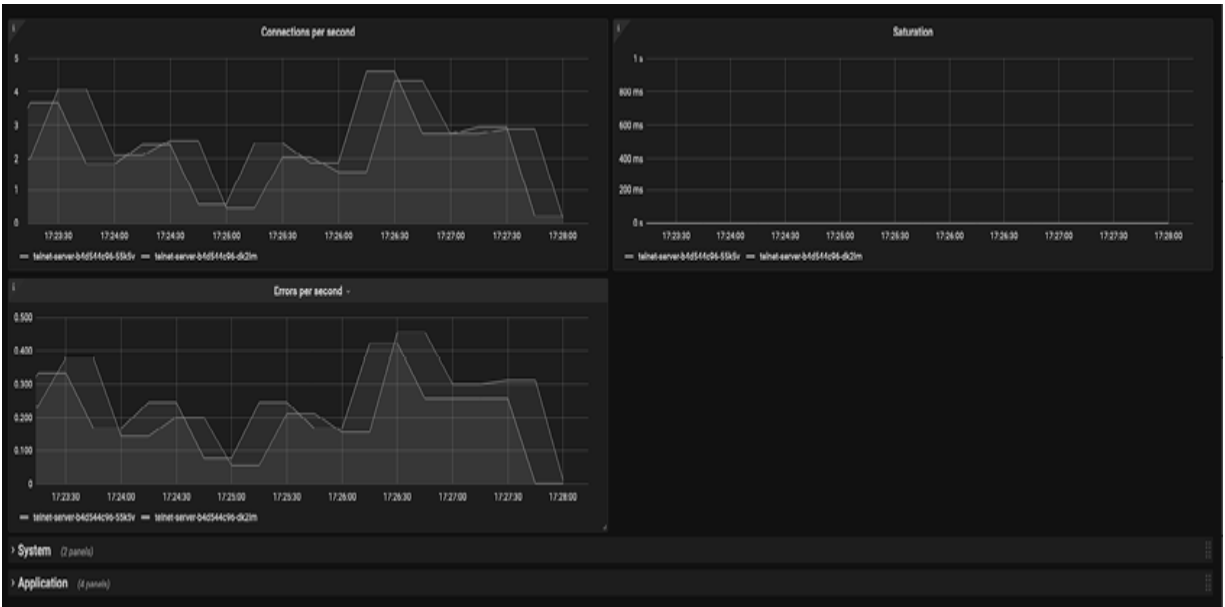 Connections per second
5
4
3
2
1
0
17:23:30 17:24:00 17:24:30 17:25:00 17:25:30 17:26:00 17:26:30 17:27:00 17:27:30 17:28:00
telnet-server-b4d544c96-55k5v telnet-server-b4d544c96-dk2lm
Saturation
1 s
800 ms
600 ms
400 ms
200 ms
0 s
17:23:30 17:24:00 17:24:30 17:25:00 17:25:30 17:26:00 17:26:30 17:27:00 17:27:30 17:28:00
telnet-server-b4d544c96-55k5v telnet-server-b4d544c96-dk2lm
Errors per second
0.500
0.400
0.300
0.200
0.100
0
17:23:30 17:24:00 17:24:30 17:25:00 17:25:30 17:26:00 17:26:30 17:27:00 17:27:30 17:28:00
telnet-server-b4d544c96-55k5v telnet-server-b4d544c96-dk2lm
System (2 panels)
Application (4 panels)